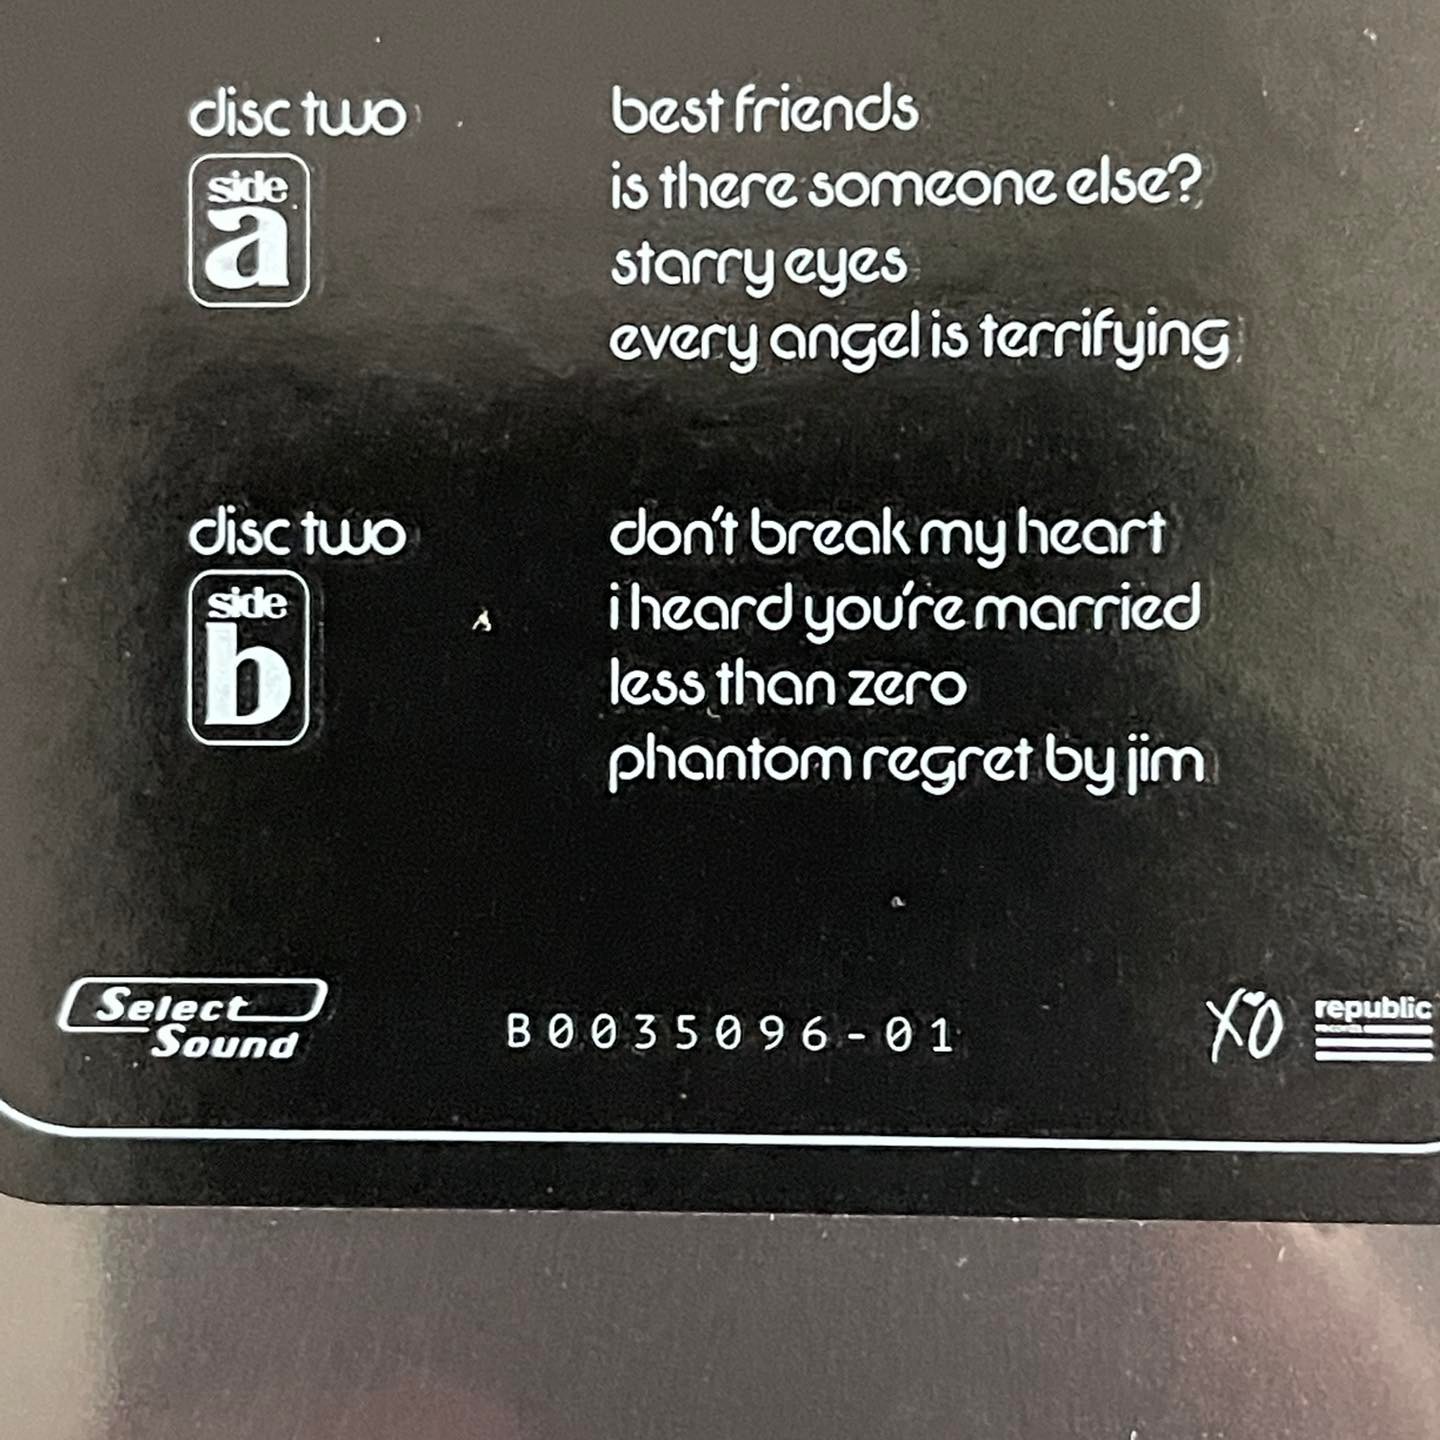 disc two
side
a
best friends
is there someone else?
starry eyes
every angel is terrifying
disc two
side
b
don't break my heart
i heard you're married
less than zero
phantom regret by jim
Select
Sound
B0035096-01
XO
republic
records